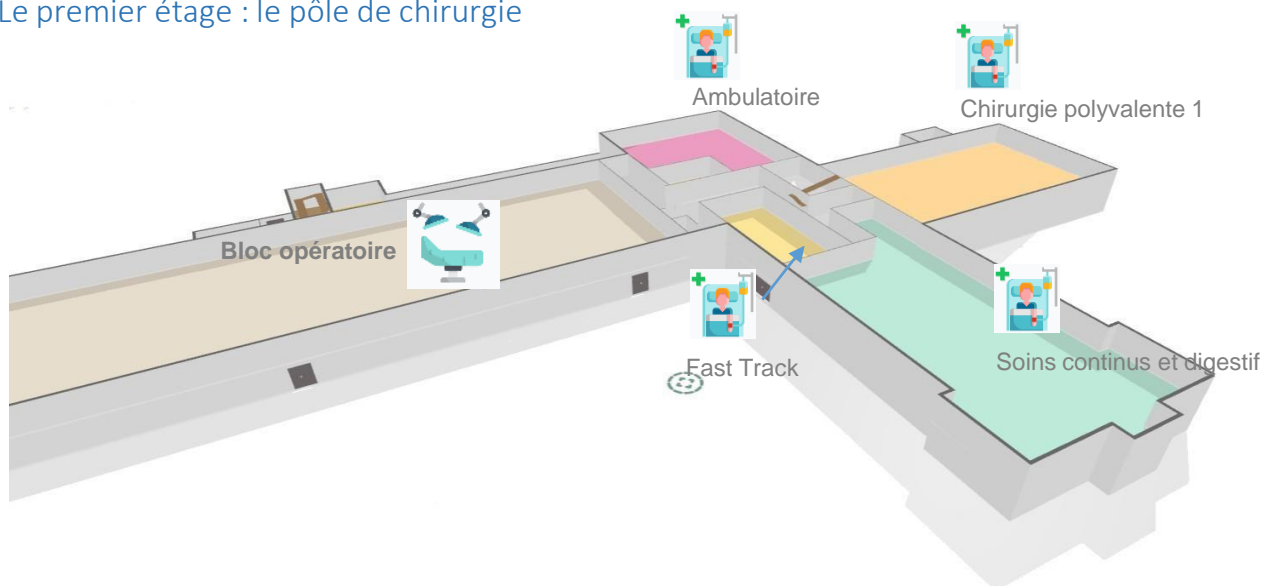 Le premier étage : le pôle de chirurgie
Ambulatoire
Chirurgie polyvalente 1
Bloc opératoire
Fast Track
Soins continus et digestif